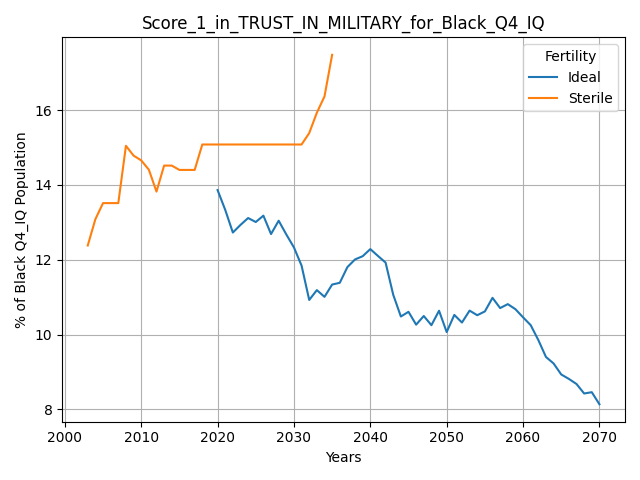 Score_1_in_TRUST_IN_MILITARY_for_Black_Q4_IQ
Fertility
Ideal
Sterile
% of Black Q4_IQ Population
16
14
12
10
8
2000 2010 2020 2030 2040 2050 2060 2070
Years